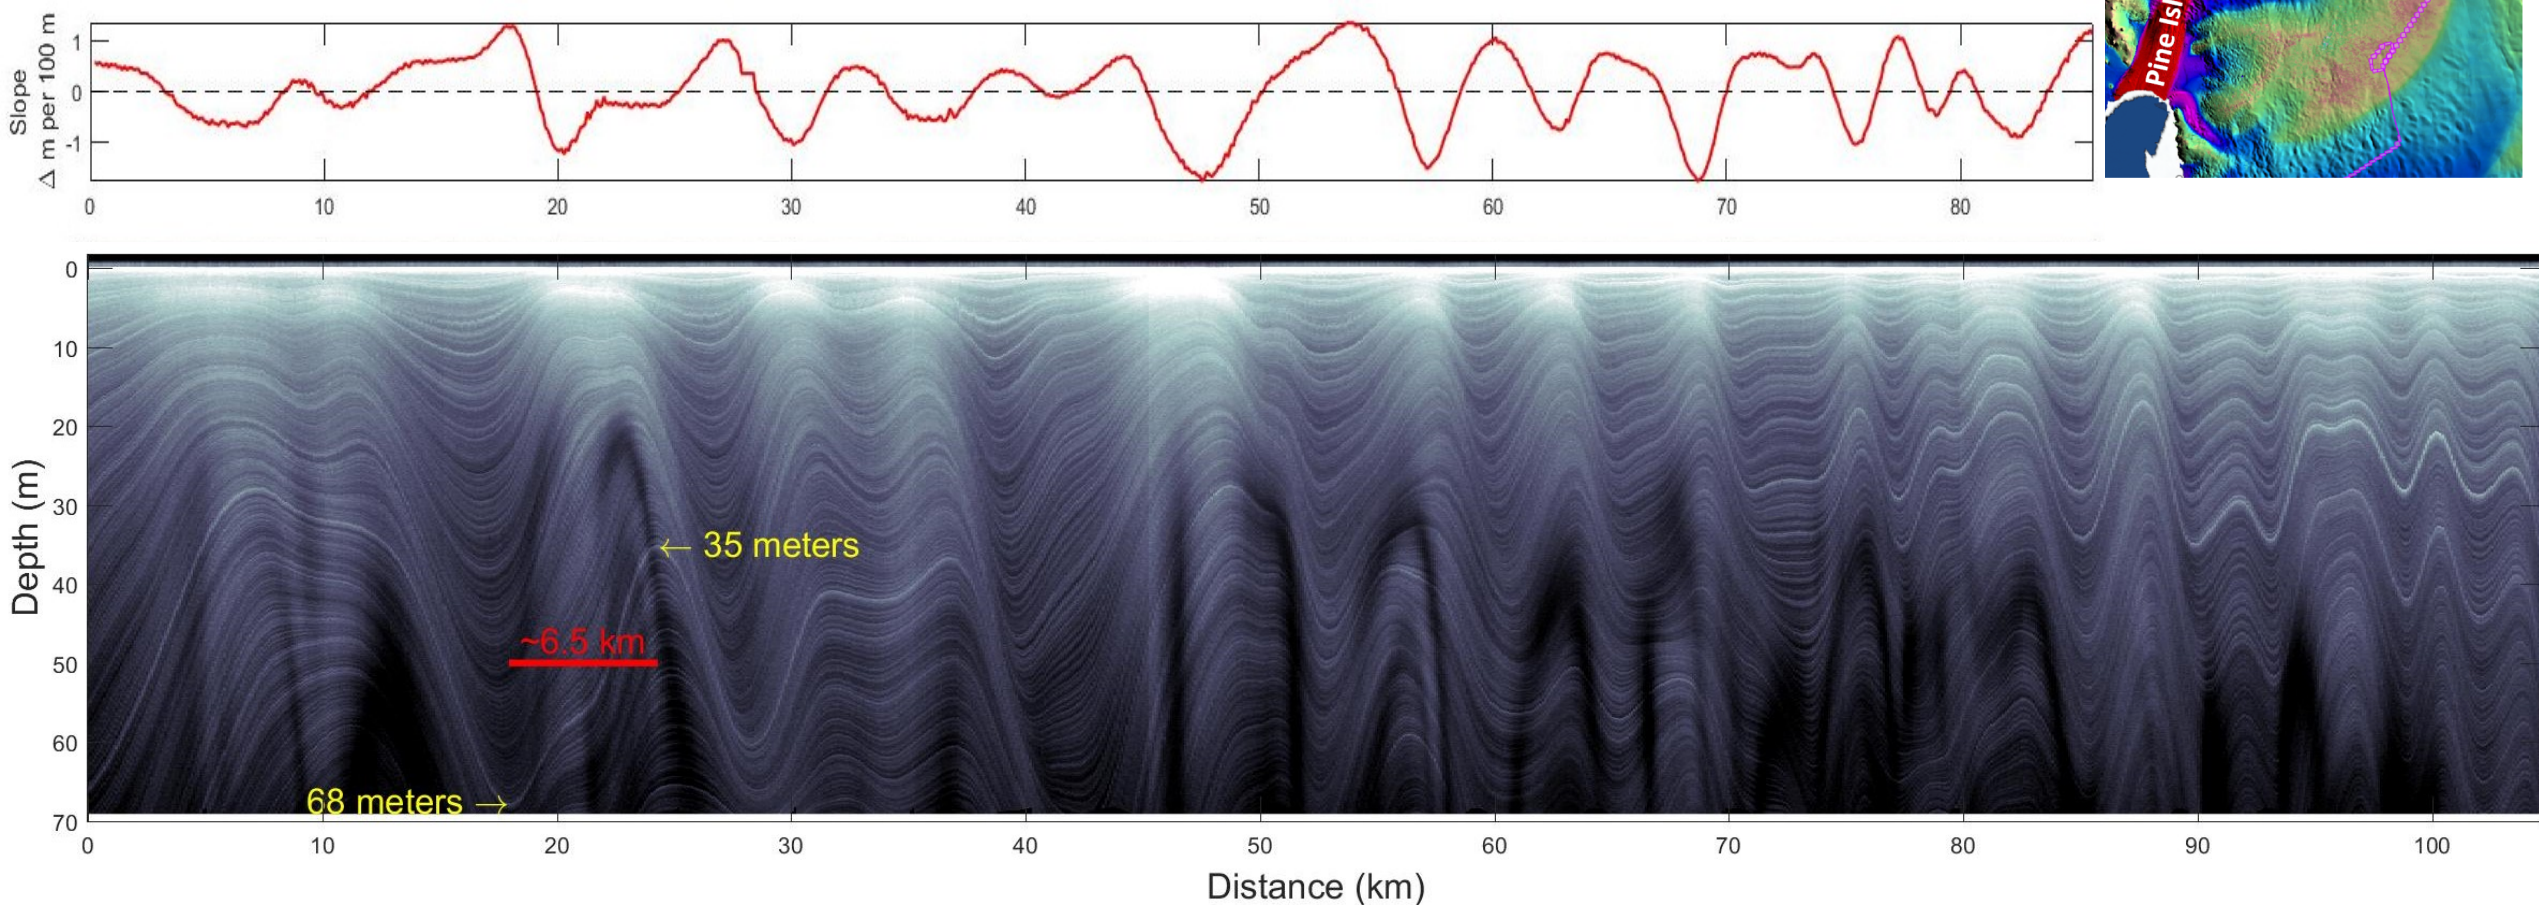 Slope
Δ m per 100 m
1
0
-1
0 10 20 30 40 50 60 70 80
Pine Isl
Depth (m)
0
10
20
30
40
50
60
70
← 35 meters
~6.5 km
68 meters →
0 10 20 30 40 50 60 70 80 90 100
Distance (km)